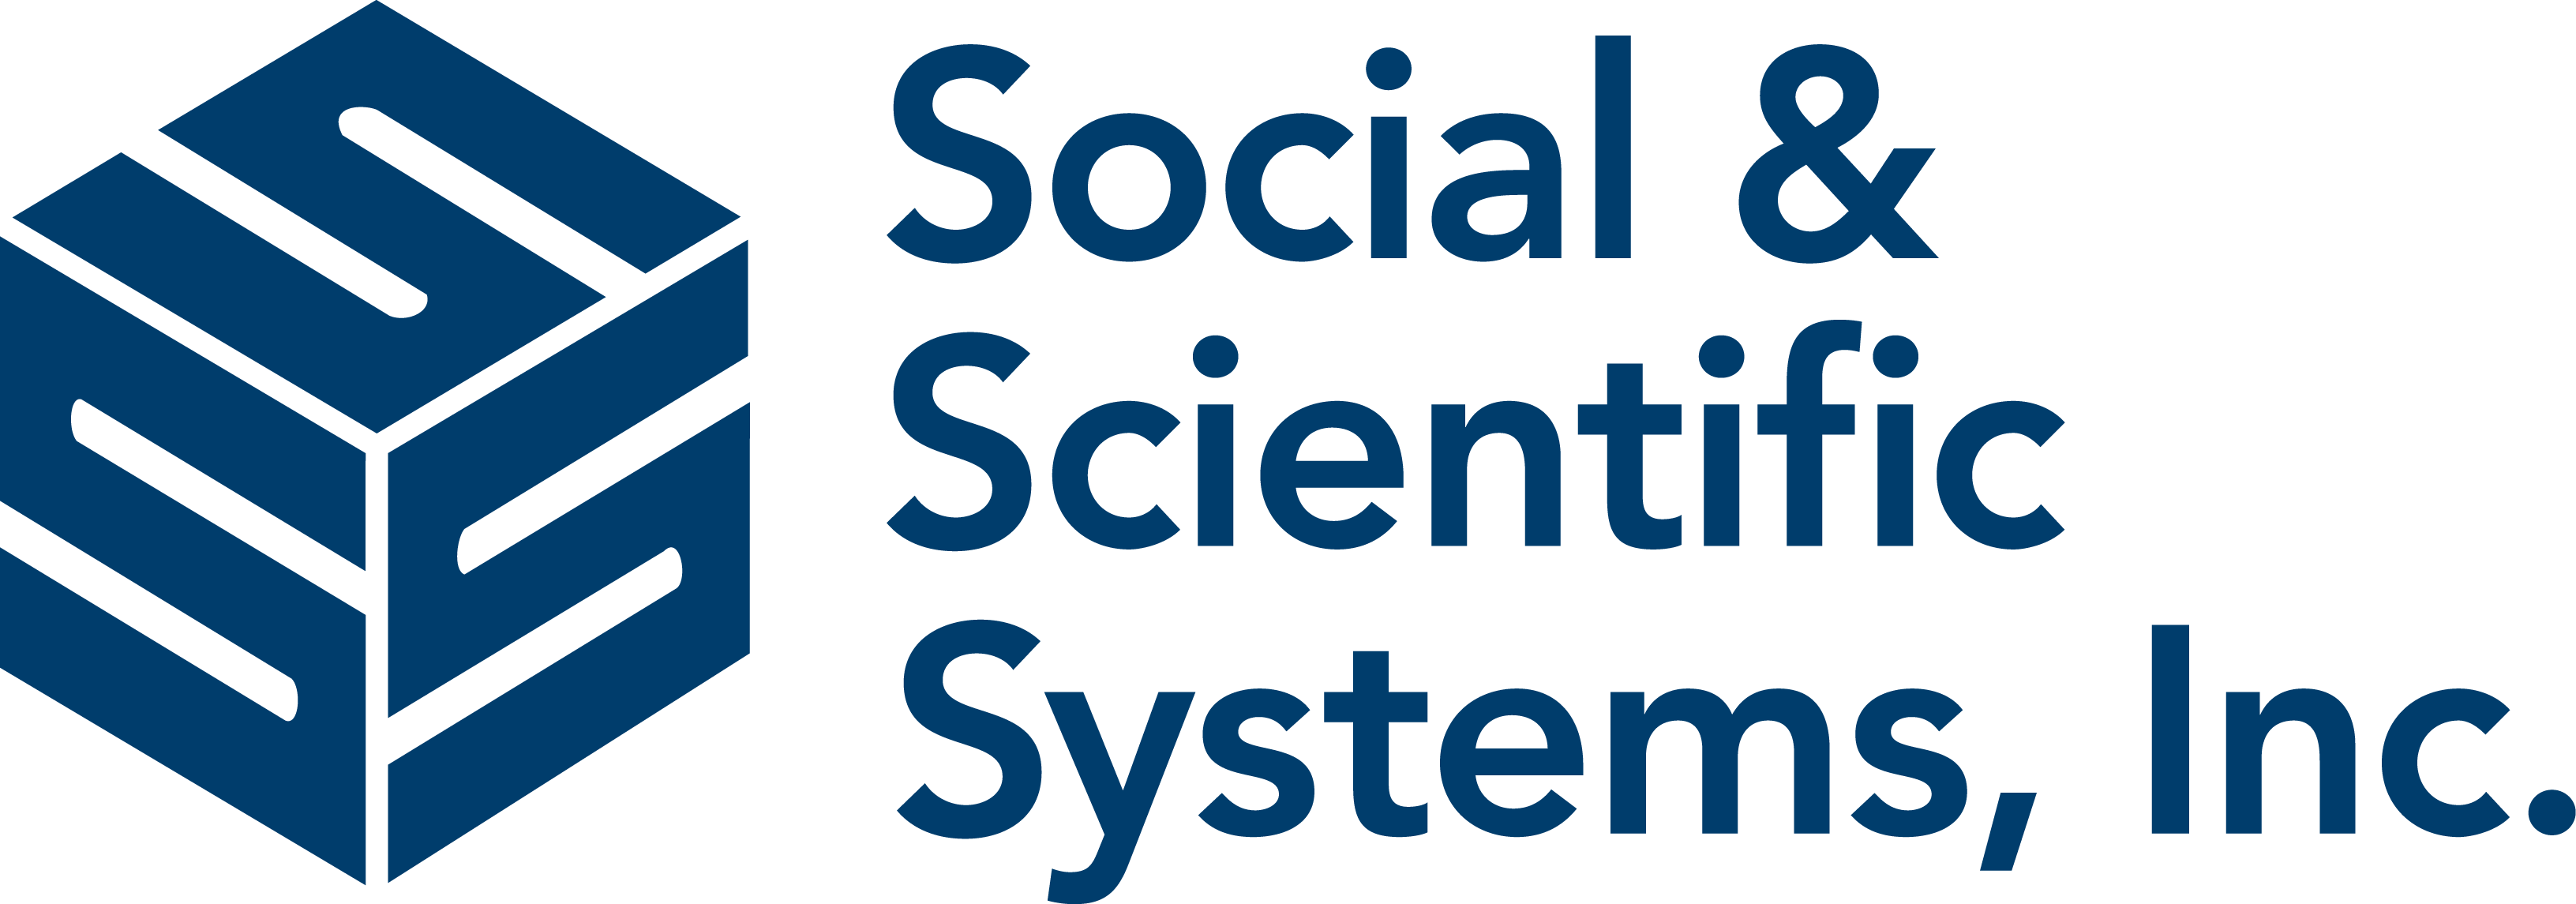 Social &
Scientific
Systems, Inc.